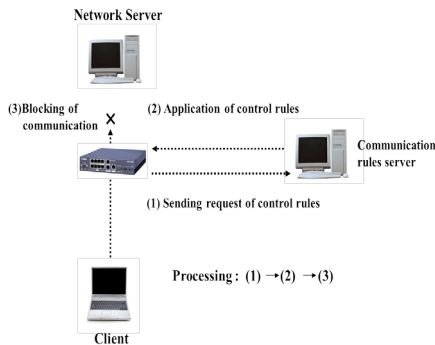 Network Server
(3)Blocking of
communication
(2) Application of control rules
Communication
rules server
(1) Sending request of control rules
Processing : (1) →(2) →(3)
Client